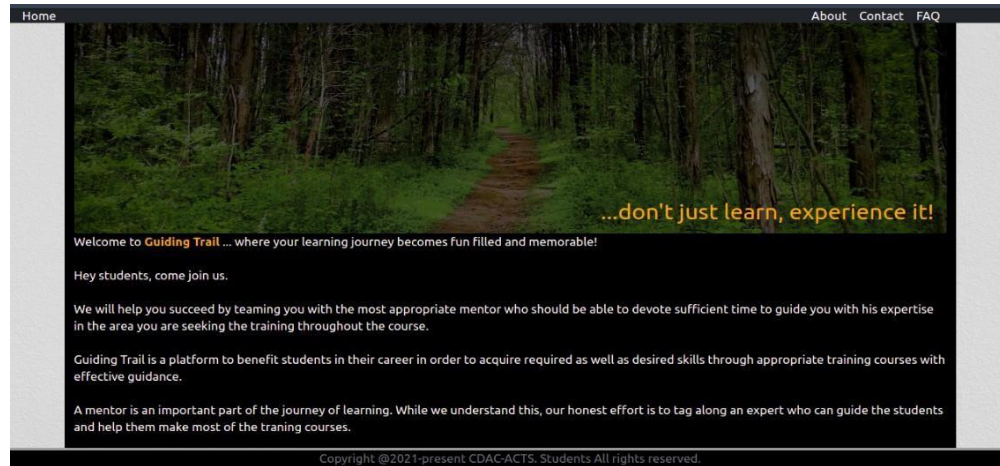 Home About Contact FAQ
...don't just learn, experience it!
Welcome to Guiding Trail ... where your learning journey becomes fun filled and memorable!
Hey students, come join us.
We will help you succeed by teaming you with the most appropriate mentor who should be able to devote sufficient time to guide you with his expertise
in the area you are seeking the training throughout the course.
Guiding Trail is a platform to benefit students in their career in order to acquire required as well as desired skills through appropriate training courses with
effective guidance.
A mentor is an important part of the journey of learning. While we understand this, our honest effort is to tag along an expert who can guide the students
and help them make most of the traning courses.
Copyright @2021-present CDAC-ACTS. Students All rights reserved.